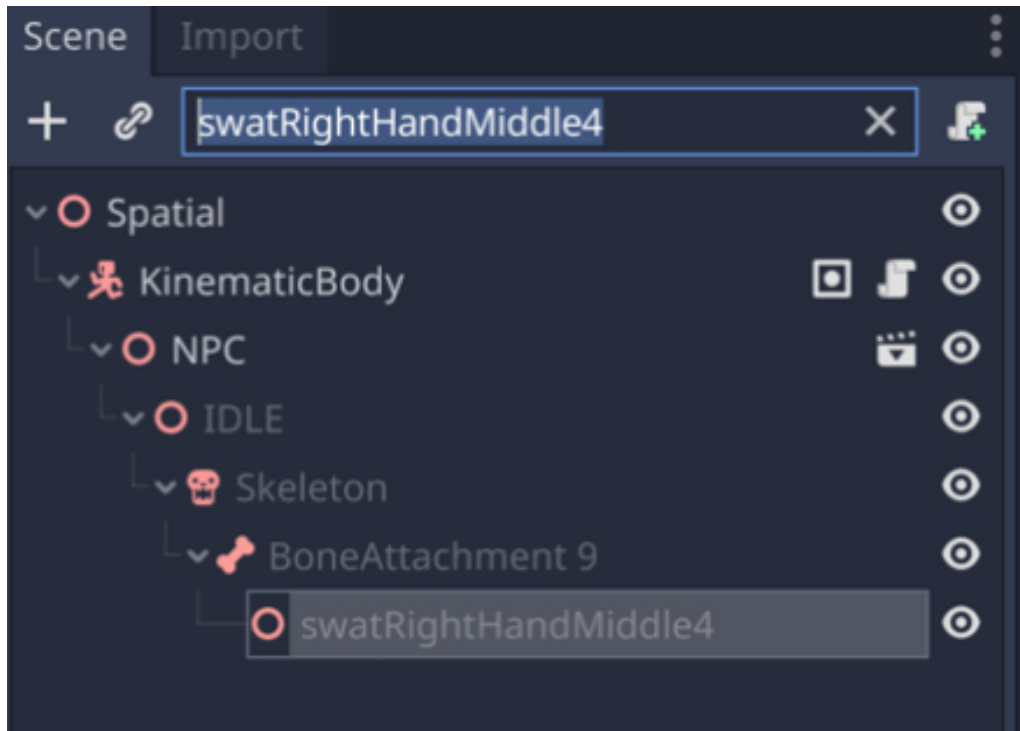 Scene Import
swatRightHandMiddle4
Spatial
KinematicBody
NPC
IDLE
Skeleton
BoneAttachment 9
swatRightHandMiddle4